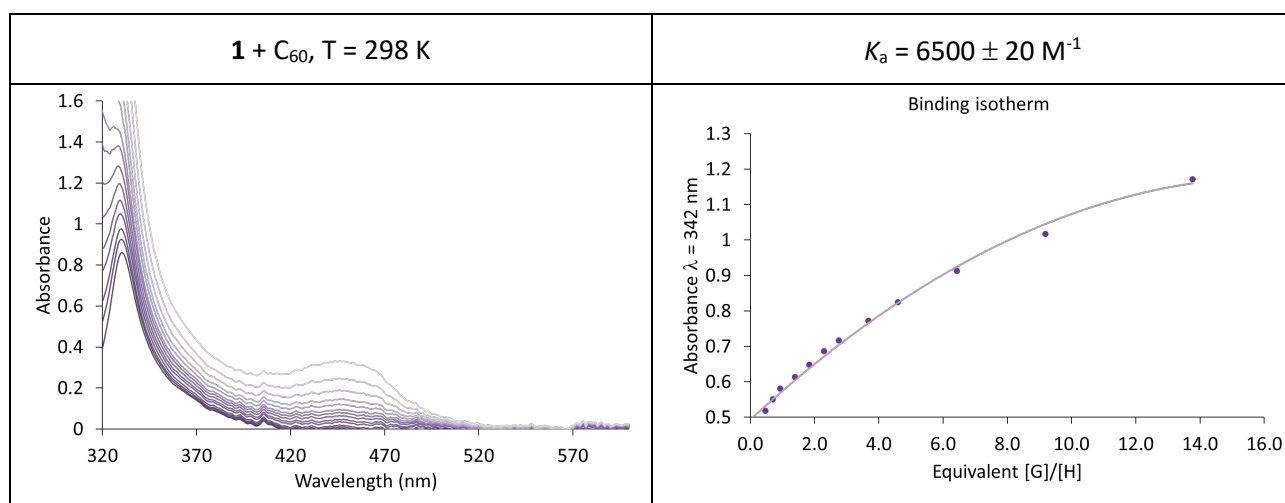 1 + C₆₀, T = 298 K
Kₐ = 6500 ± 20 M⁻¹
1.6
1.4
1.2
1
0.8
0.6
0.4
0.2
0
320 370 420 470 520 570
Absorbance
Wavelength (nm)
Binding isotherm
1.3
1.2
1.1
1
0.9
0.8
0.7
0.6
0.5
0.0 2.0 4.0 6.0 8.0 10.0 12.0 14.0 16.0
Absorbance λ = 342 nm
Equivalent [G]/[H]